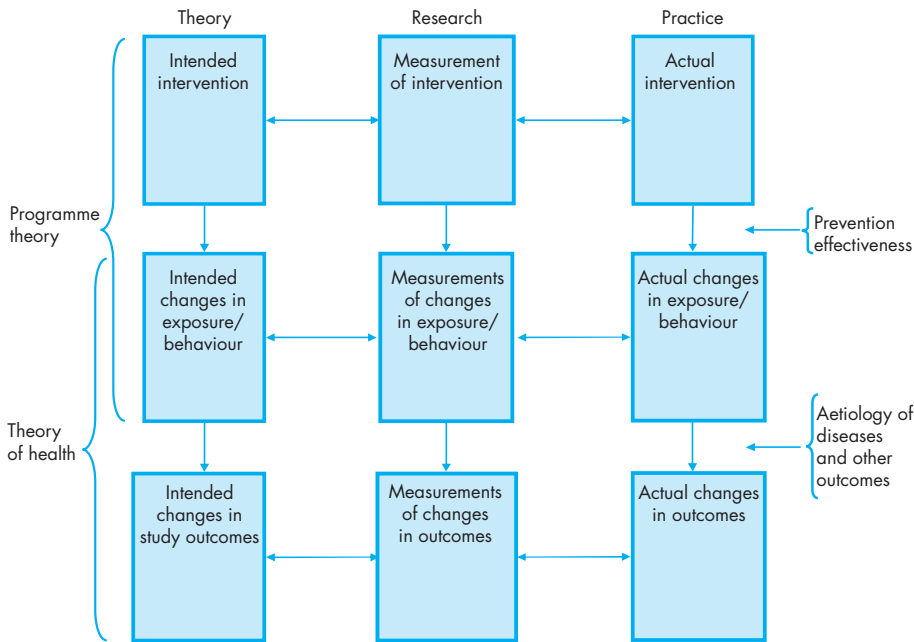 Theory
Research
Practice
Intended
intervention
Measurement
of intervention
Actual
intervention
Programme
theory
Prevention
effectiveness
Intended
changes in
exposure/
behaviour
Measurements
of changes
in exposure/
behaviour
Actual changes
in exposure/
behaviour
Theory
of health
Aetiology of
diseases
and other
outcomes
Intended
changes in
study outcomes
Measurements
of changes
in outcomes
Actual changes
in outcomes